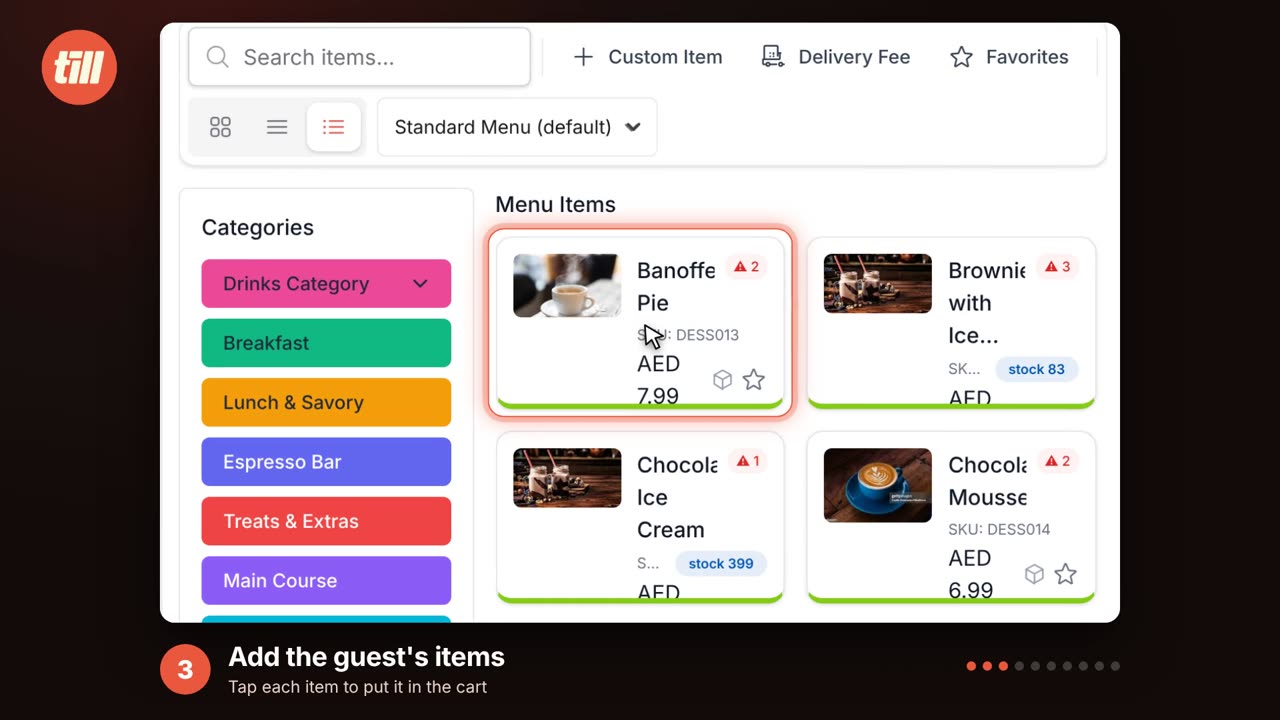 till
Search items...
Custom Item
Delivery Fee
Favorites
Standard Menu (default)
Categories
Drinks Category
Breakfast
Lunch & Savory
Espresso Bar
Treats & Extras
Main Course
Menu Items
Banoffe
2
Pie
SKU: DESS013
AED
7.99
Brownie
3
with
Ice...
SK...
stock 83
AED
Chocola
1
Ice
Cream
S...
stock 399
AED
Chocola
2
Mousse
SKU: DESS014
AED
6.99
3
Add the guest's items
Tap each item to put it in the cart